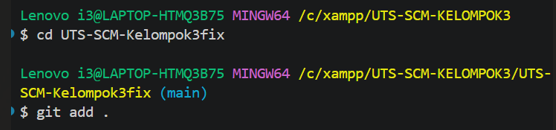 Lenovo i3@LAPTOP-HTMQ3B75 MINGW64 /c/xampp/UTS-SCM-KELOMPOK3
$ cd UTS-SCM-Kelompok3fix
Lenovo i3@LAPTOP-HTMQ3B75 MINGW64 /c/xampp/UTS-SCM-KELOMPOK3/UTS-
SCM-Kelompok3fix (main)
$ git add .